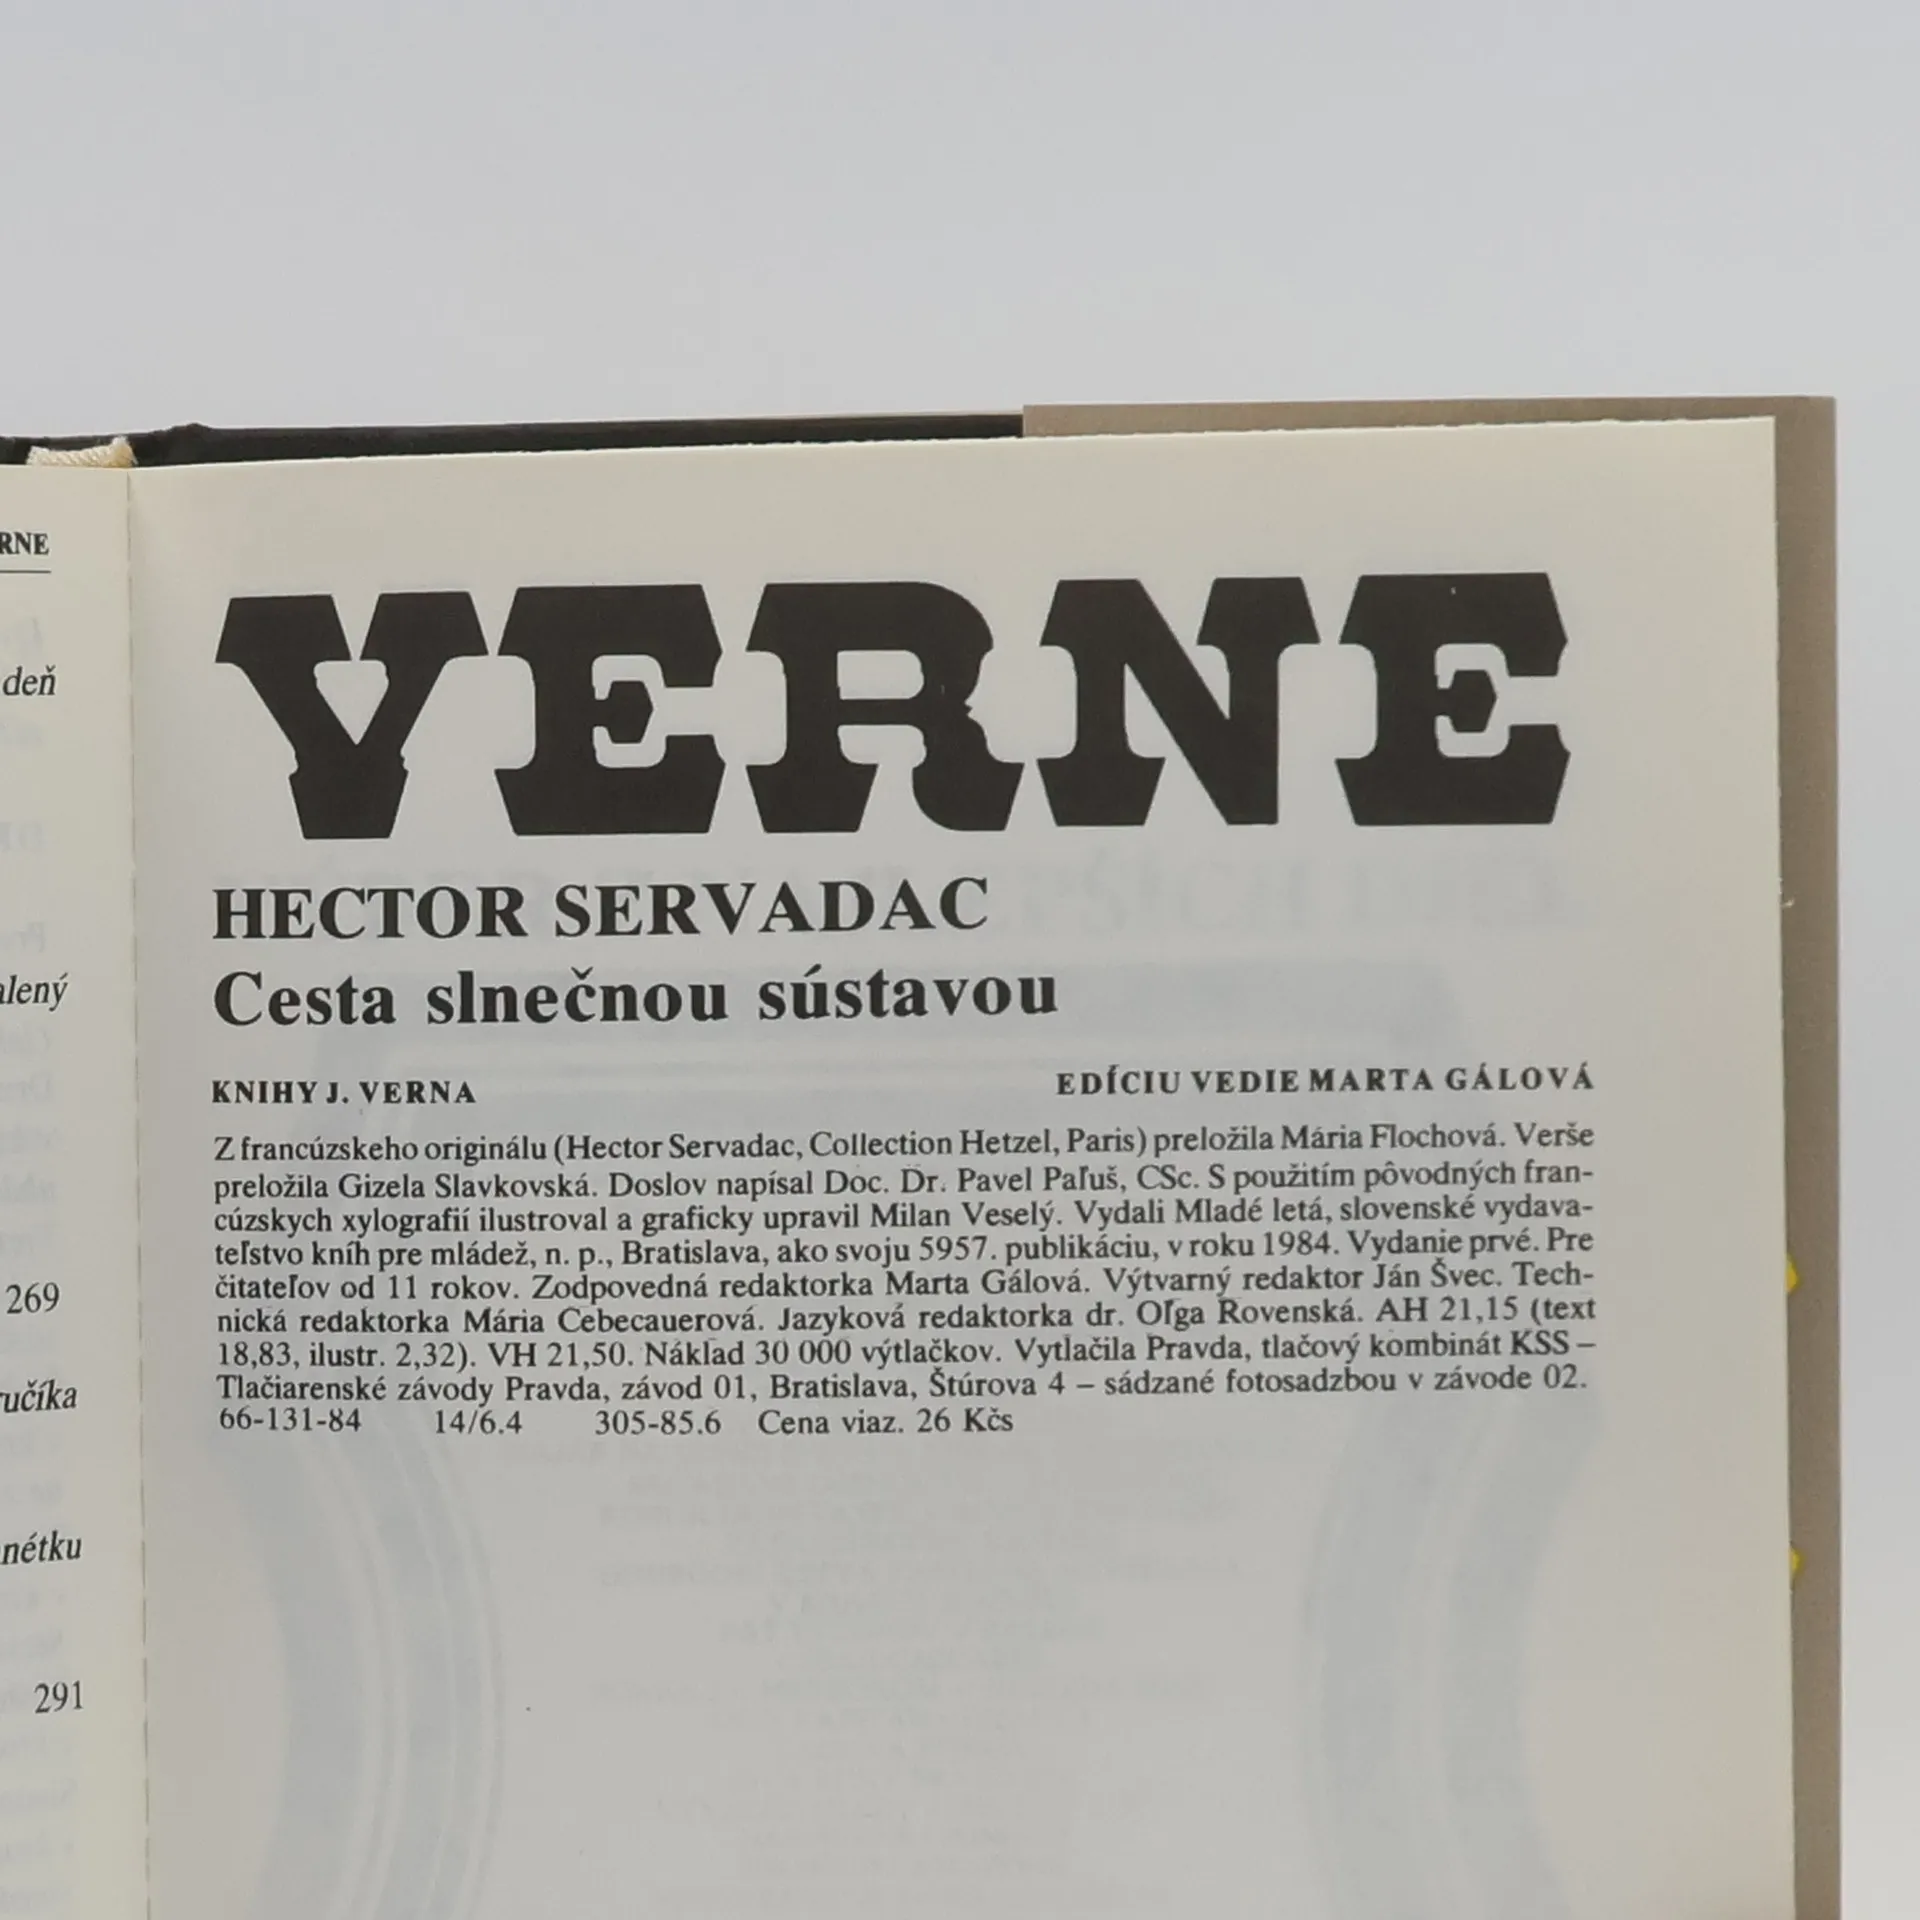 RNE
deň
alený
269
ručíka
nétku
291
VERNE
HECTOR SERVADAC
Cesta slnečnou sústavou
KNIHY J. VERNA EDÍCIU VEDIE MARTA GÁLOVÁ
Z francúzskeho originálu (Hector Servadac, Collection Hetzel, Paris) preložila Mária Flochová. Verše
preložila Gizela Slavkovská. Doslov napísal Doc. Dr. Pavel Paľuš, CSc. S použitím pôvodných fran-
cúzskych xylografií ilustroval a graficky upravil Milan Veselý. Vydali Mladé letá, slovenské vydava-
teľstvo kníh pre mládež, n. p., Bratislava, ako svoju 5957. publikáciu, v roku 1984. Vydanie prvé. Pre
čitateľov od 11 rokov. Zodpovedná redaktorka Marta Gálová. Výtvarný redaktor Ján Švec. Tech-
nická redaktorka Mária Čebecauerová. Jazyková redaktorka dr. Oľga Rovenská. AH 21,15 (text
18,83, ilustr. 2,32). VH 21,50. Náklad 30 000 výtlačkov. Vytlačila Pravda, tlačový kombinát KSS –
Tlačiarenské závody Pravda, závod 01, Bratislava, Štúrova 4 – sádzané fotosadzbou v závode 02.
66-131-84 14/6.4 305-85.6 Cena viaz. 26 Kčs